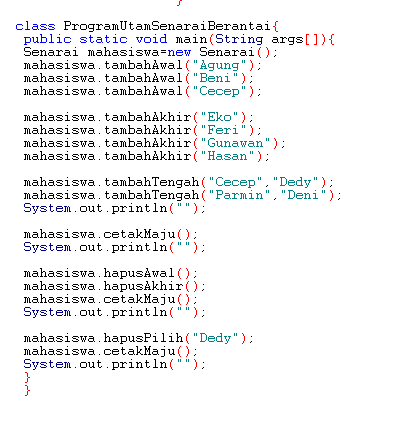 }
class ProgramUtamSenaraiBerantai{
public static void main(String args[]){
Senarai mahasiswa=new Senarai();
mahasiswa.tambahAwal("Agung");
mahasiswa.tambahAwal("Beni");
mahasiswa.tambahAwal("Cecep");
mahasiswa.tambahAkhir("Eko");
mahasiswa.tambahAkhir("Feri");
mahasiswa.tambahAkhir("Gunawan");
mahasiswa.tambahAkhir("Hasan");
mahasiswa.tambahTengah("Cecep","Dedy");
mahasiswa.tambahTengah("Parmin","Deni");
System.out.println("");
mahasiswa.cetakMaju();
System.out.println("");
mahasiswa.hapusAwal();
mahasiswa.hapusAkhir();
mahasiswa.cetakMaju();
System.out.println("");
mahasiswa.hapusPilih("Dedy");
mahasiswa.cetakMaju();
System.out.println("");
}
}